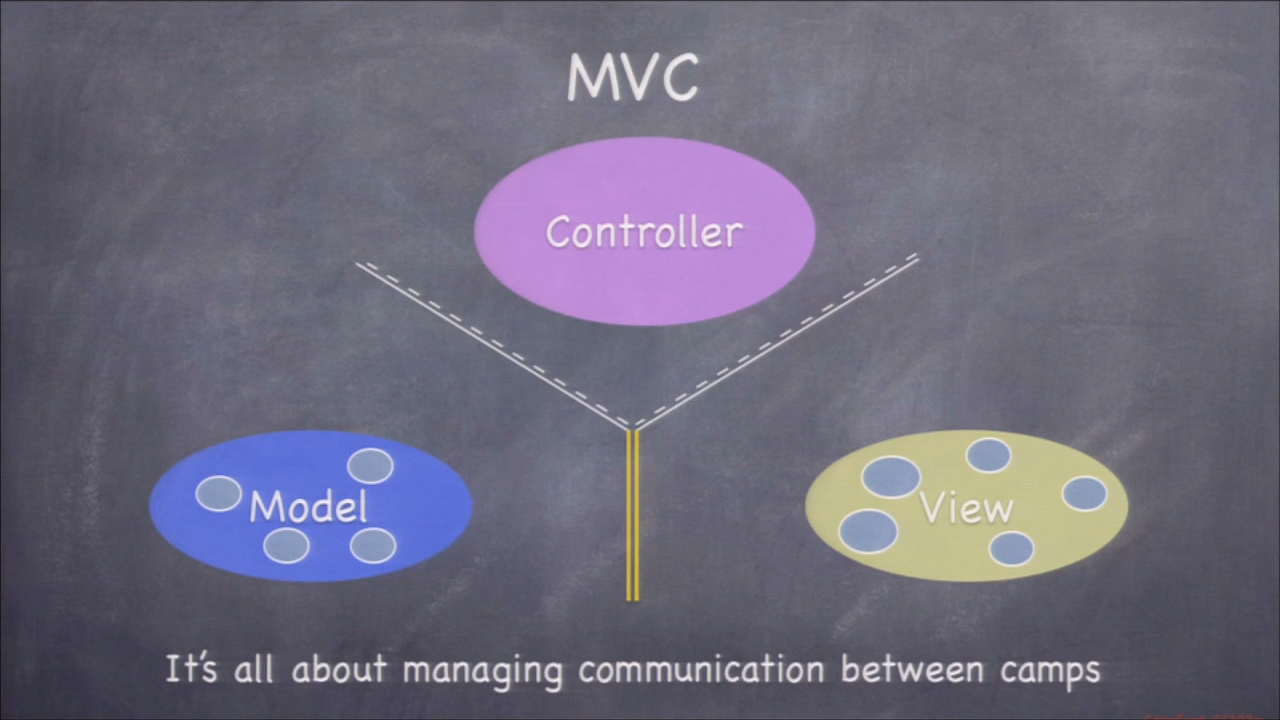 MVC
Controller
Model
View
It's all about managing communication between camps